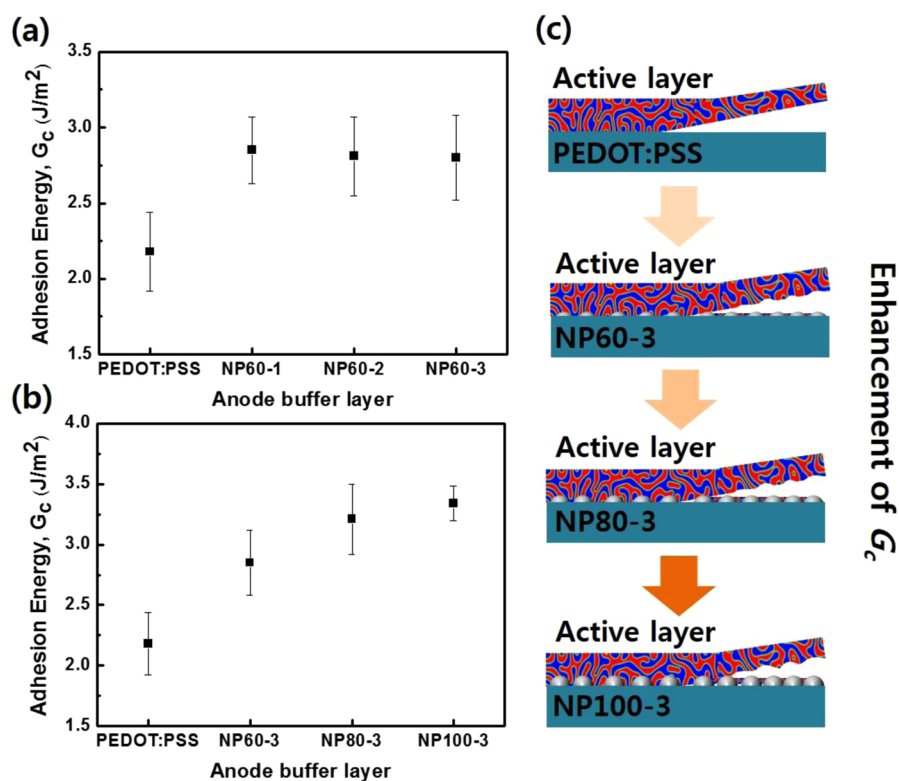 (a)
Adhesion Energy, Gc (J/m²)
3.5
3.0
2.5
2.0
1.5
PEDOT:PSS NP60-1 NP60-2 NP60-3
Anode buffer layer
(b)
Adhesion Energy, Gc (J/m²)
4.0
3.5
3.0
2.5
2.0
1.5
PEDOT:PSS NP60-3 NP80-3 NP100-3
Anode buffer layer
(c)
Active layer
PEDOT:PSS
Active layer
NP60-3
Active layer
NP80-3
Active layer
NP100-3
Enhancement of Gc